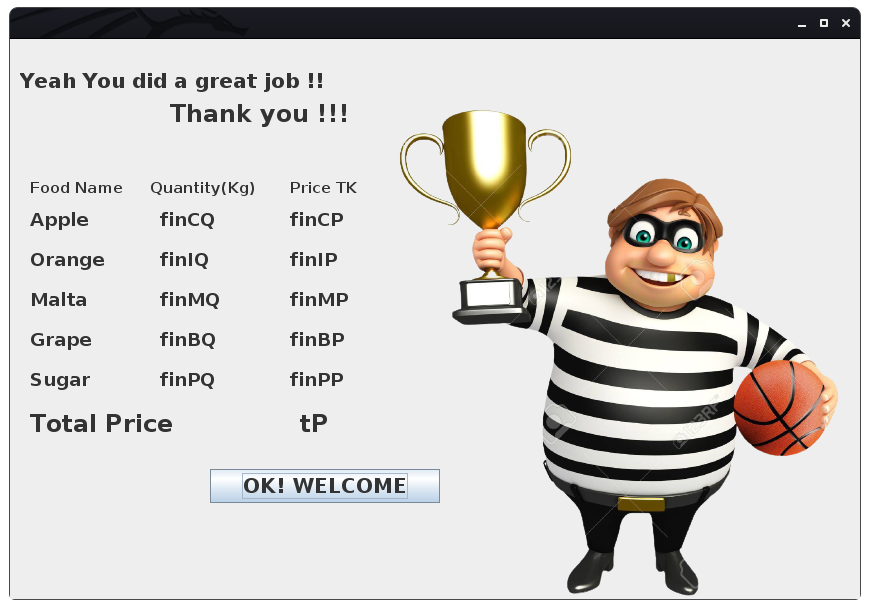 Yeah You did a great job !!
Thank you !!!
Food Name Quantity(Kg) Price TK
Apple finCQ finCP
Orange finIQ finIP
Malta finMQ finMP
Grape finBQ finBP
Sugar finPQ finPP
Total Price tP
OK! WELCOME